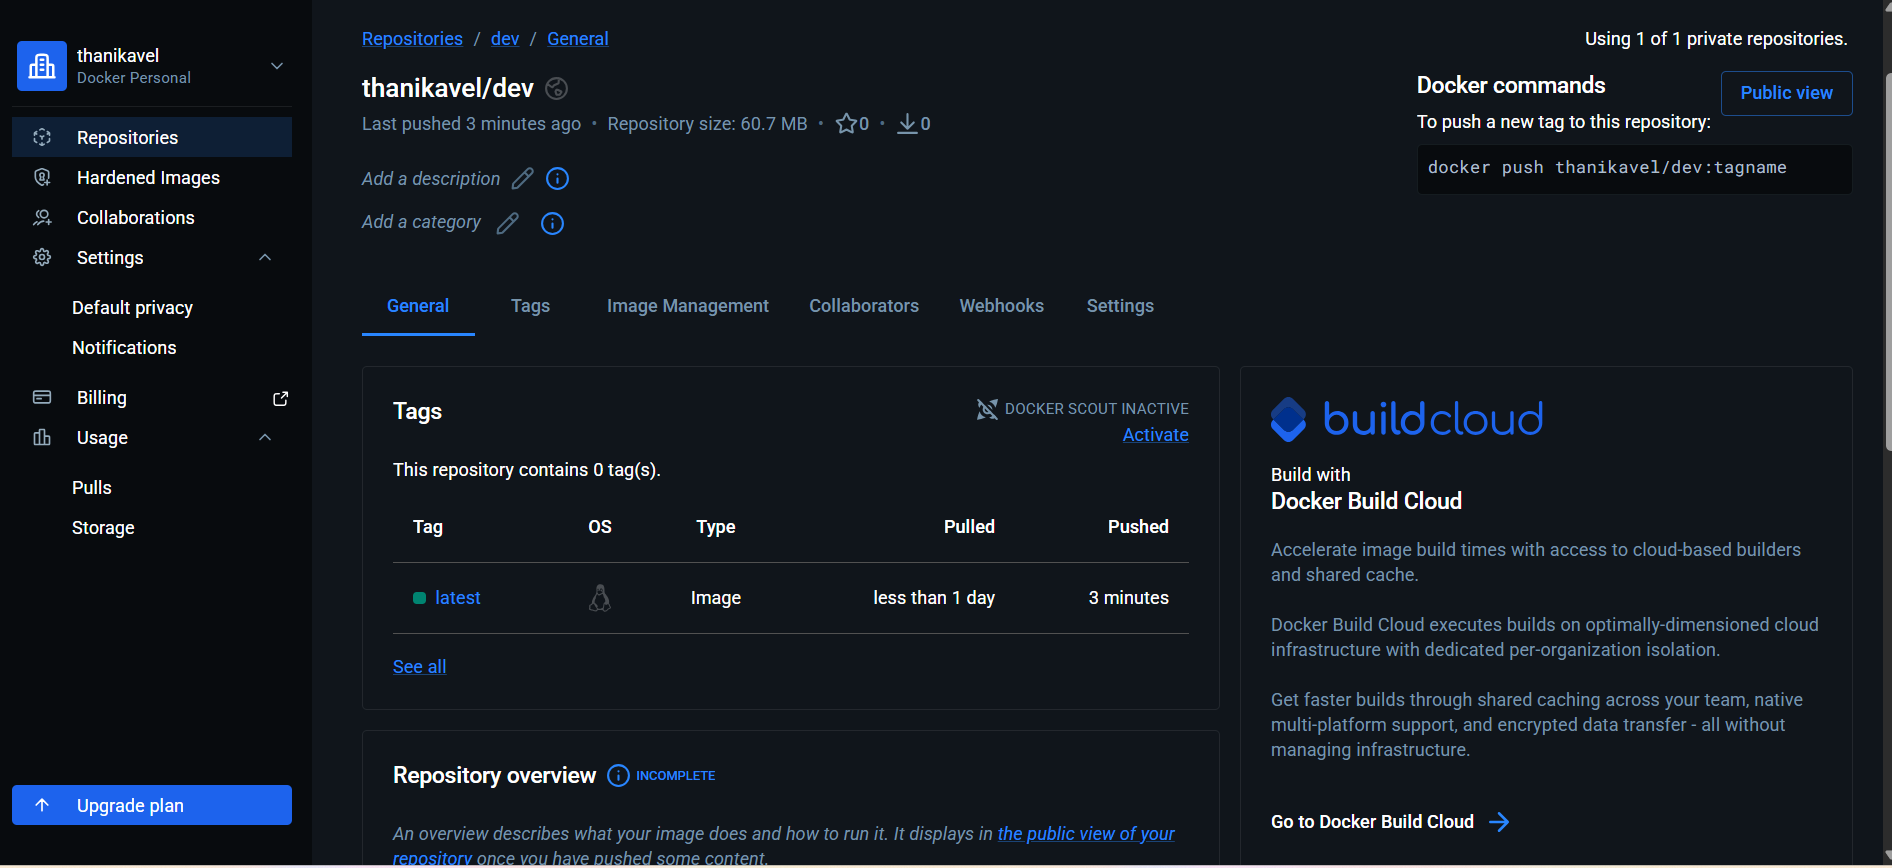 thanikavel
Docker Personal
Repositories
Hardened Images
Collaborations
Settings
Default privacy
Notifications
Billing
Usage
Pulls
Storage
Upgrade plan
Repositories / dev / General
Using 1 of 1 private repositories.
thanikavel/dev
Last pushed 3 minutes ago • Repository size: 60.7 MB • 0 • 0
Add a description
Add a category
Docker commands
Public view
To push a new tag to this repository:
docker push thanikavel/dev:tagname
General Tags Image Management Collaborators Webhooks Settings
Tags
DOCKER SCOUT INACTIVE
Activate
This repository contains 0 tag(s).
Tag OS Type Pulled Pushed
latest Image less than 1 day 3 minutes
See all
Repository overview INCOMPLETE
An overview describes what your image does and how to run it. It displays in the public view of your
repository once you have pushed some content.
buildcloud
Build with
Docker Build Cloud
Accelerate image build times with access to cloud-based builders
and shared cache.
Docker Build Cloud executes builds on optimally-dimensioned cloud
infrastructure with dedicated per-organization isolation.
Get faster builds through shared caching across your team, native
multi-platform support, and encrypted data transfer - all without
managing infrastructure.
Go to Docker Build Cloud